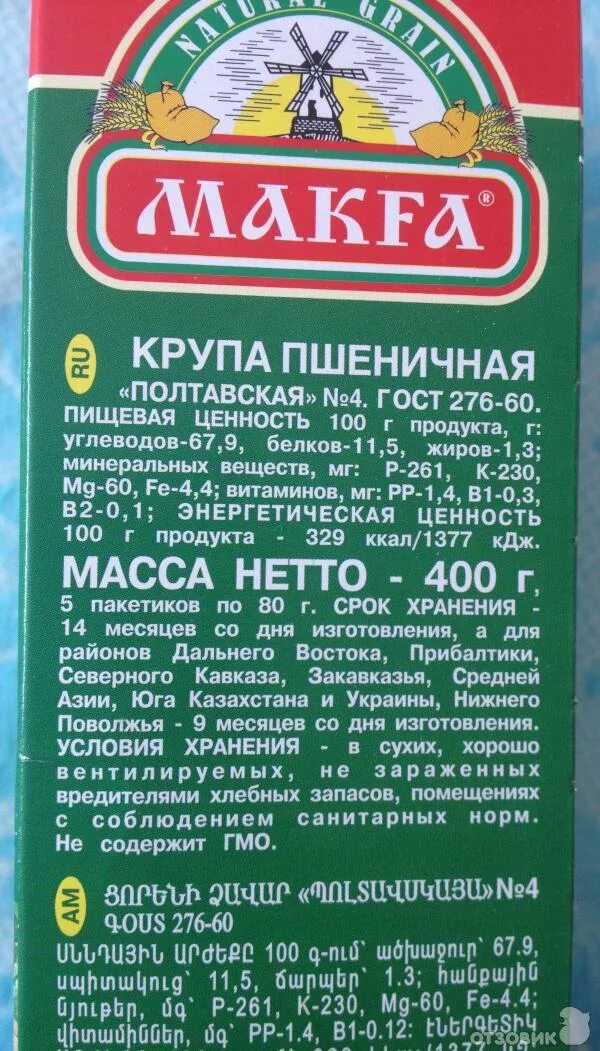 NATURAL GRAIN
МАКFА®
RU
КРУПА ПШЕНИЧНАЯ
«ПОЛТАВСКАЯ» №4. ГОСТ 276-60.
ПИЩЕВАЯ ЦЕННОСТЬ 100 г продукта, г:
углеводов-67,9, белков-11,5, жиров-1,3;
минеральных веществ, мг: P-261, K-230,
Mg-60, Fe-4,4; витаминов, мг: PP-1,4, B1-0,3,
B2-0,1; ЭНЕРГЕТИЧЕСКАЯ ЦЕННОСТЬ
100 г продукта - 329 ккал/1377 кДж.
МАССА НЕТТО - 400 г,
5 пакетиков по 80 г. СРОК ХРАНЕНИЯ -
14 месяцев со дня изготовления, а для
районов Дальнего Востока, Прибалтики,
Северного Кавказа, Закавказья, Средней
Азии, Юга Казахстана и Украины, Нижнего
Поволжья - 9 месяцев со дня изготовления.
УСЛОВИЯ ХРАНЕНИЯ - в сухих, хорошо
вентилируемых, не зараженных
вредителями хлебных запасов, помещениях
с соблюдением санитарных норм.
Не содержит ГМО.
AM
ՑՈՐԵՆԻ ՁԱՎԱՐ «ՊՈԼՏԱՎՍԿԱՅԱ» №4
ԳՕՍՏ 276-60
ՍՆՆԴԱՅԻՆ ԱՐԺԵՔԸ 100 գ-ում՝ ածխաջուր՝ 67.9,
սպիտակուց՝ 11,5, ճարպեր՝ 1.3; հանքային
նյութեր, մգ՝ P-261, K-230, Mg-60, Fe-4.4;
վիտամիններ, մգ՝ PP-1.4, B1-0.12: ԷՆԵՐԳԵՏԻԿ
отзовик